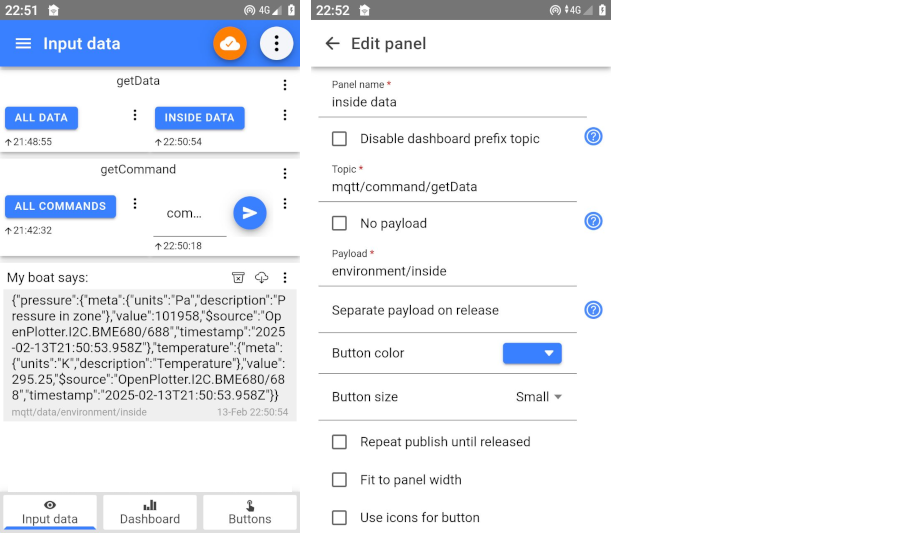 22:51 4G
Input data
getData
ALL DATA INSIDE DATA
↑21:48:55 ↑22:50:54
getCommand
ALL COMMANDS com...
↑21:42:32 ↑22:50:18
My boat says:
{"pressure":{"meta":{"units":"Pa","description":"P
ressure in zone"},"value":101958,"$source":"Op
enPlotter.I2C.BME680/688","timestamp":"2025
-02-13T21:50:53.958Z"},"temperature":{"meta":
{"units":"K","description":"Temperature"},"value":
295.25,"$source":"OpenPlotter.I2C.BME680/68
8","timestamp":"2025-02-13T21:50:53.958Z"}}
mqtt/data/environment/inside 13-Feb 22:50:54
Input data Dashboard Buttons
22:52 4G
Edit panel
Panel name *
inside data
Disable dashboard prefix topic
Topic *
mqtt/command/getData
No payload
Payload *
environment/inside
Separate payload on release
Button color
Button size Small
Repeat publish until released
Fit to panel width
Use icons for button